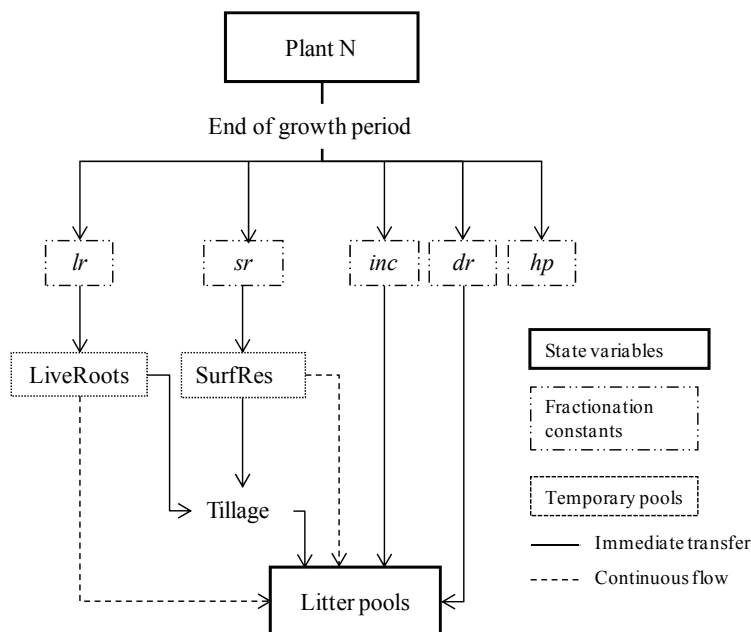 Plant N
End of growth period
lr
sr
inc
dr
hp
LiveRoots
SurfRes
Tillage
Litter pools
State variables
Fractionation
constants
Temporary pools
Immediate transfer
Continuous flow